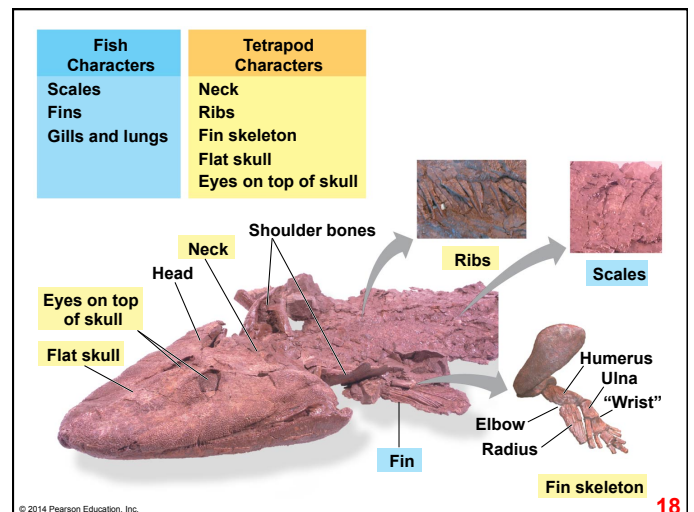 Fish
Characters
Scales
Fins
Gills and lungs
Tetrapod
Characters
Neck
Ribs
Fin skeleton
Flat skull
Eyes on top of skull
Shoulder bones
Neck
Head
Eyes on top
of skull
Flat skull
Ribs
Scales
Humerus
Ulna
“Wrist”
Elbow
Radius
Fin
Fin skeleton
© 2014 Pearson Education, Inc.
18